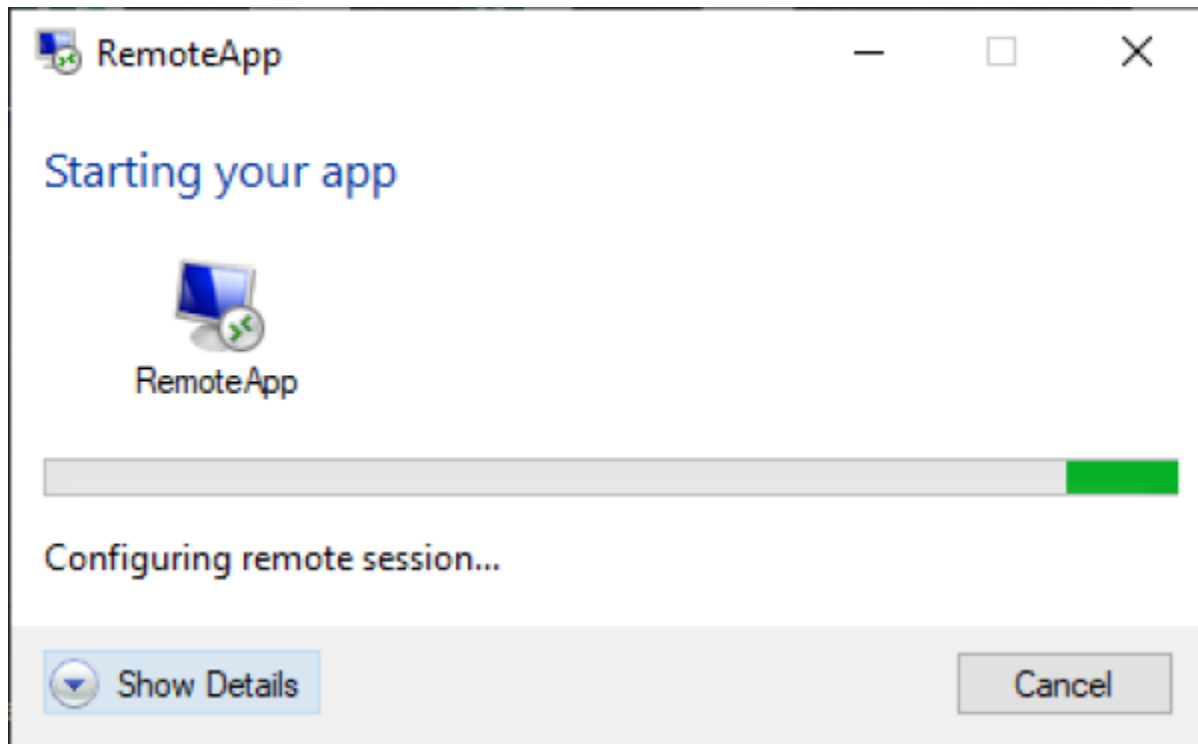 RemoteApp
Starting your app
RemoteApp
Configuring remote session...
Show Details
Cancel